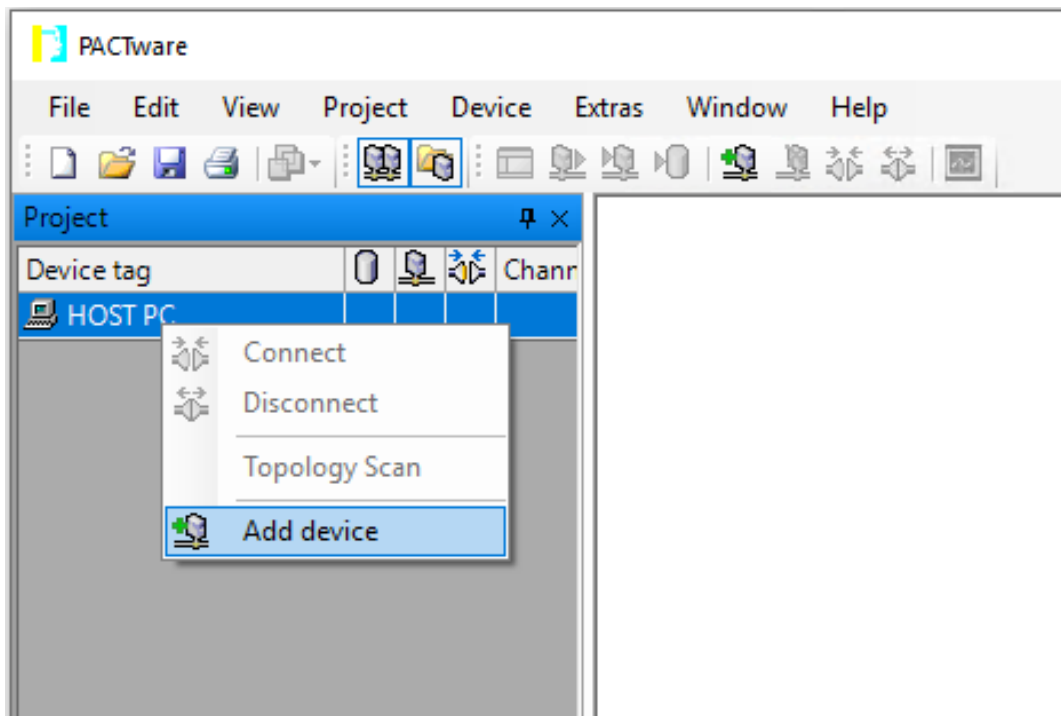 PACTware
File Edit View Project Device Extras Window Help
Project
Device tag Chann
HOST PC
Connect
Disconnect
Topology Scan
Add device